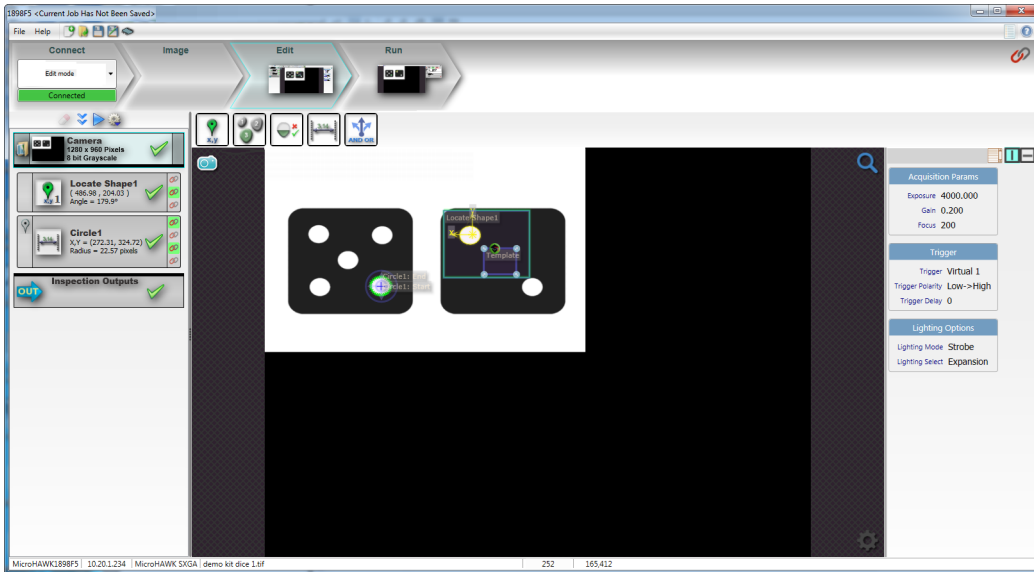 1898F5 <Current Job Has Not Been Saved>
File Help
Connect
Image
Edit
Run
Edit mode
Connected
Camera
1280 x 960 Pixels
8 bit Grayscale
x,y
AND OR
Locate Shape1
( 486.98 , 204.03 )
Angle = 179.9°
x,y 1
Circle1
X,Y = (272.31, 324.72)
Radius = 22.57 pixels
OUT
Inspection Outputs
Locate Shape1
Y
X
Template
Circle1: End
Circle1: Start
Acquisition Params
Exposure 4000.000
Gain 0.200
Focus 200
Trigger
Trigger Virtual 1
Trigger Polarity Low->High
Trigger Delay 0
Lighting Options
Lighting Mode Strobe
Lighting Select Expansion
MicroHAWK1898F5 10.20.1.234 MicroHAWK SXGA demo kit dice 1.tif 252 165,412